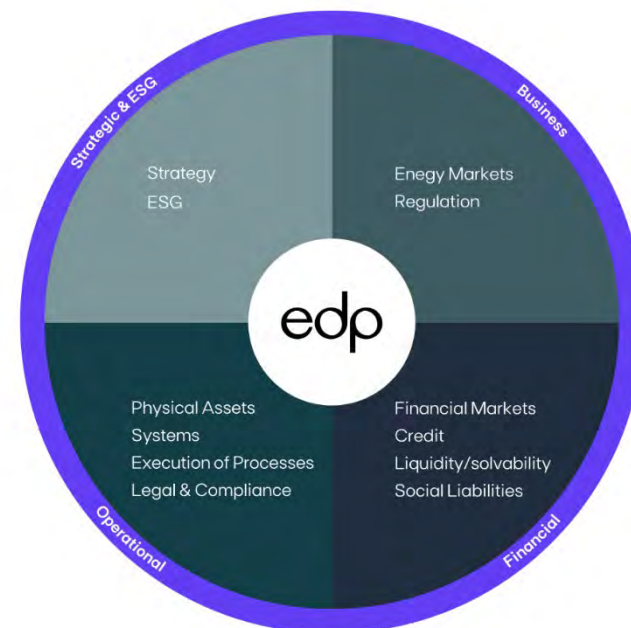 Strategic & ESG
Strategy
ESG
Business
Enegy Markets
Regulation
edp
Operational
Physical Assets
Systems
Execution of Processes
Legal & Compliance
Financial
Financial Markets
Credit
Liquidity/solvability
Social Liabilities